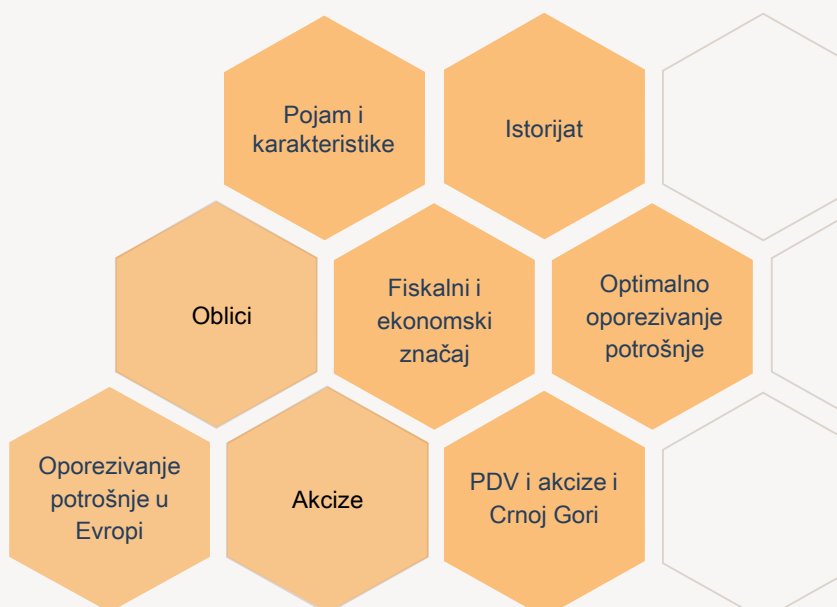 Pojam i
karakteristike
Istorijat
Oblici
Fiskalni i
ekonomski
značaj
Optimalno
oporezivanje
potrošnje
Oporezivanje
potrošnje u
Evropi
Akcize
PDV i akcize i
Crnoj Gori